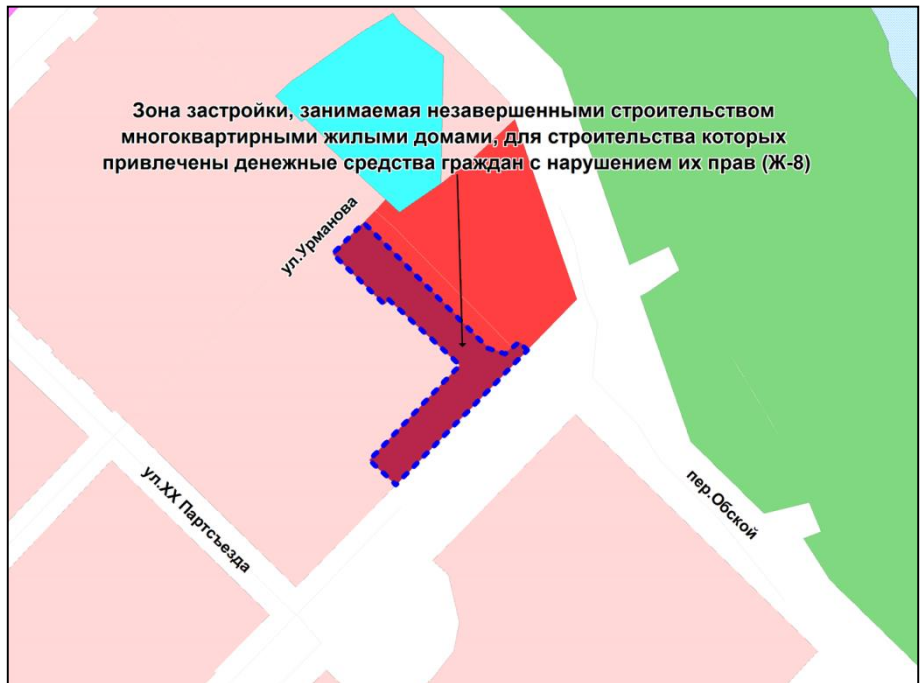 Зона застройки, занимаемая незавершенными строительством
многоквартирными жилыми домами, для строительства которых
привлечены денежные средства граждан с нарушением их прав (Ж-8)
ул.Урманова
ул.XX Партсъезда
пер.Обской